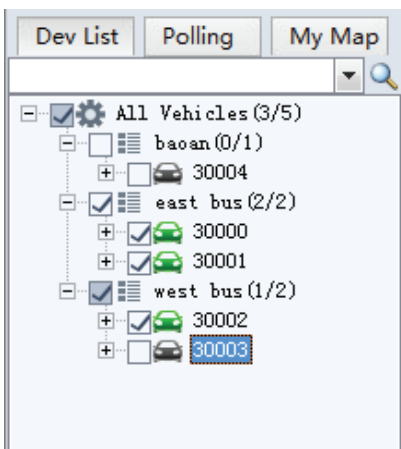 Dev List Polling My Map
All Vehicles(3/5)
baoan(0/1)
30004
east bus(2/2)
30000
30001
west bus(1/2)
30002
30003